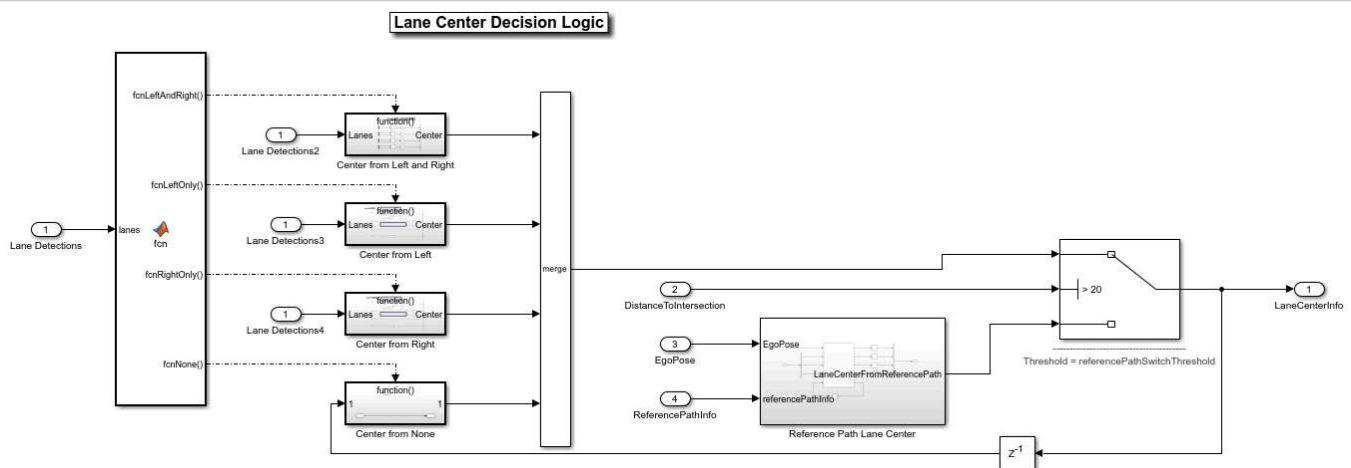 Lane Center Decision Logic
fcnLeftAndRight()
function()
1
Lanes
Center
Lane Detections2
Center from Left and Right
fcnLeftOnly()
function()
1
Lanes
Center
Lane Detections3
Center from Left
1
lanes
fcn
Lane Detections
fcnRightOnly()
function()
1
Lanes
Center
Lane Detections4
Center from Right
fcnNone()
function()
1
1
Center from None
merge
2
DistanceToIntersection
> 20
1
LaneCenterInfo
Threshold = referencePathSwitchThreshold
3
EgoPose
EgoPose
LaneCenterFromReferencePath
4
ReferencePathInfo
referencePathInfo
Reference Path Lane Center
Z-1